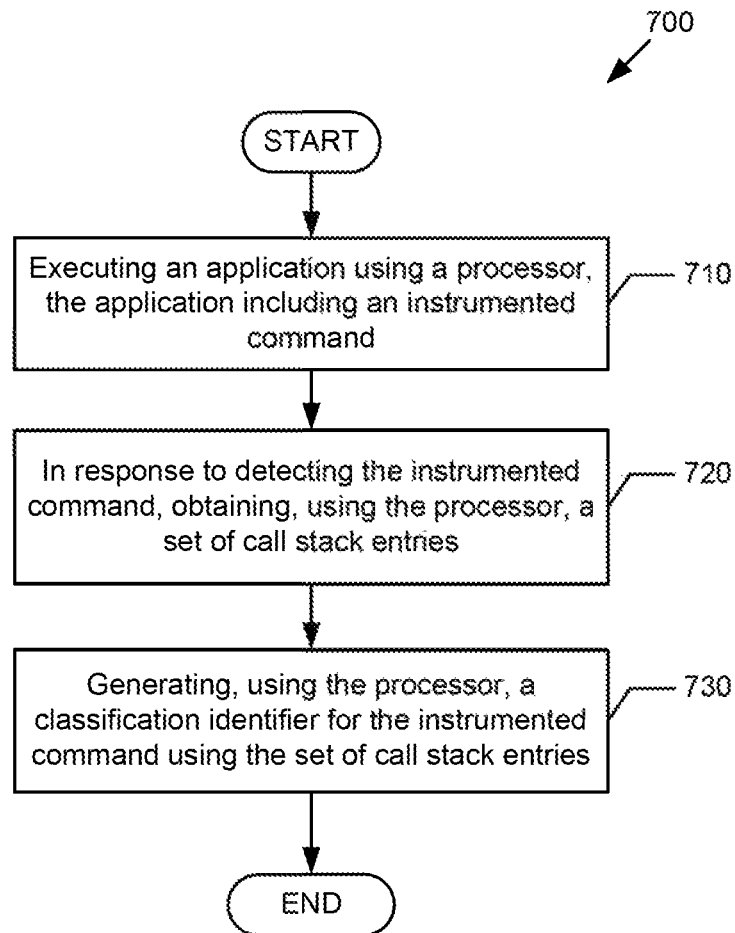 700
START
Executing an application using a processor,
the application including an instrumented
command
710
In response to detecting the instrumented
command, obtaining, using the processor, a
set of call stack entries
720
Generating, using the processor, a
classification identifier for the instrumented
command using the set of call stack entries
730
END